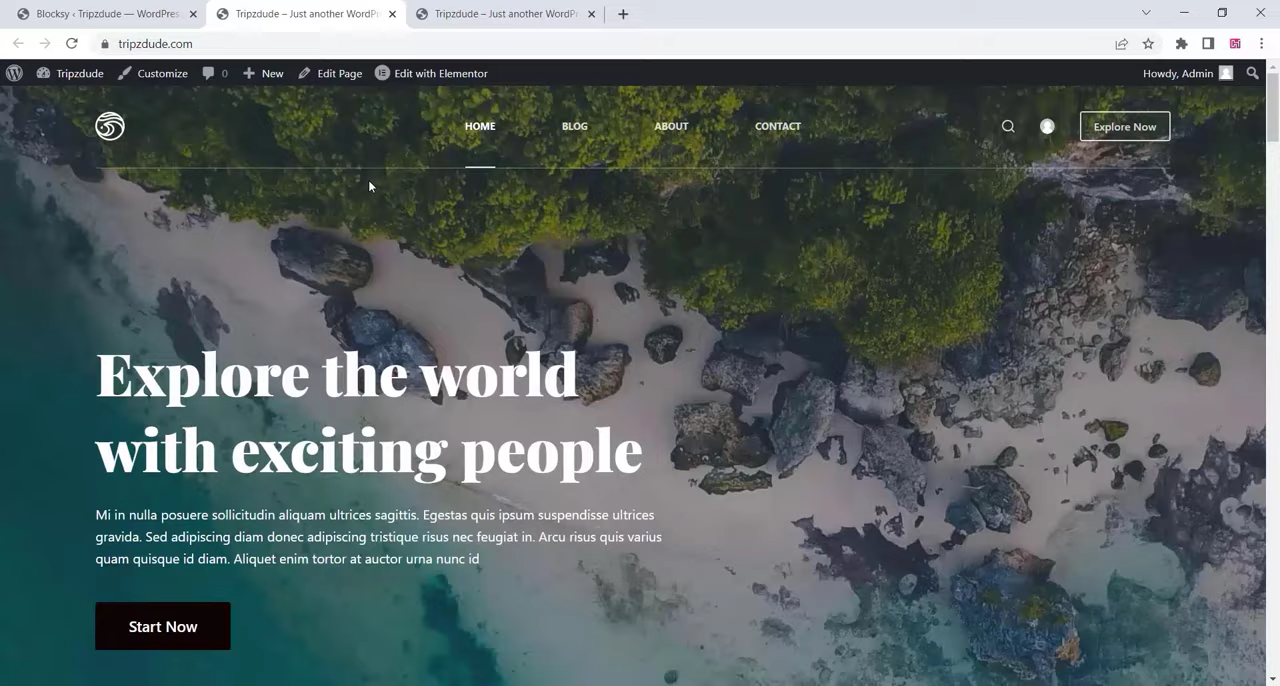 Blocksy ‹ Tripzdude — WordPres
Tripzdude – Just another WordPr
Tripzdude – Just another WordPr
tripzdude.com
Tripzdude
Customize
0
New
Edit Page
Edit with Elementor
Howdy, Admin
HOME
BLOG
ABOUT
CONTACT
Explore Now
Explore the world
with exciting people
Mi in nulla posuere sollicitudin aliquam ultrices sagittis. Egestas quis ipsum suspendisse ultrices
gravida. Sed adipiscing diam donec adipiscing tristique risus nec feugiat in. Arcu risus quis varius
quam quisque id diam. Aliquet enim tortor at auctor urna nunc id
Start Now